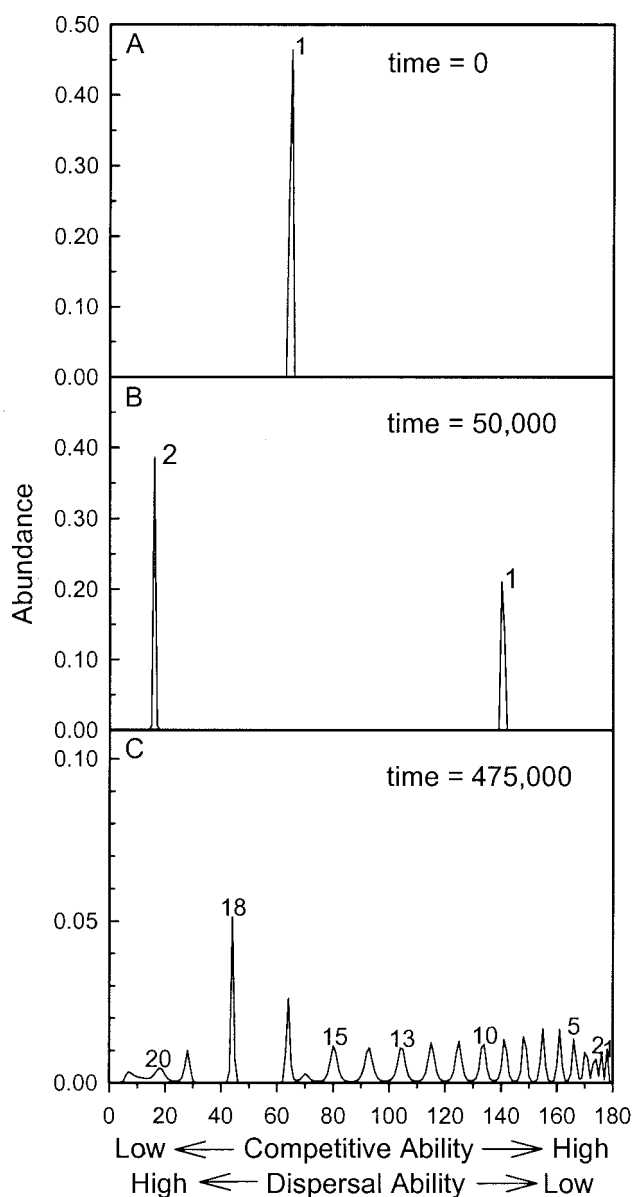 0.50
A
1
time = 0
0.40
0.30
0.20
0.10
0.00
B
time = 50,000
0.40
2
0.30
1
0.20
0.10
0.00
C
0.10
time = 475,000
18
0.05
20
15
13
10
5
2
1
0.00
Abundance
0 20 40 60 80 100 120 140 160 180
Low Competitive Ability High
High Dispersal Ability Low